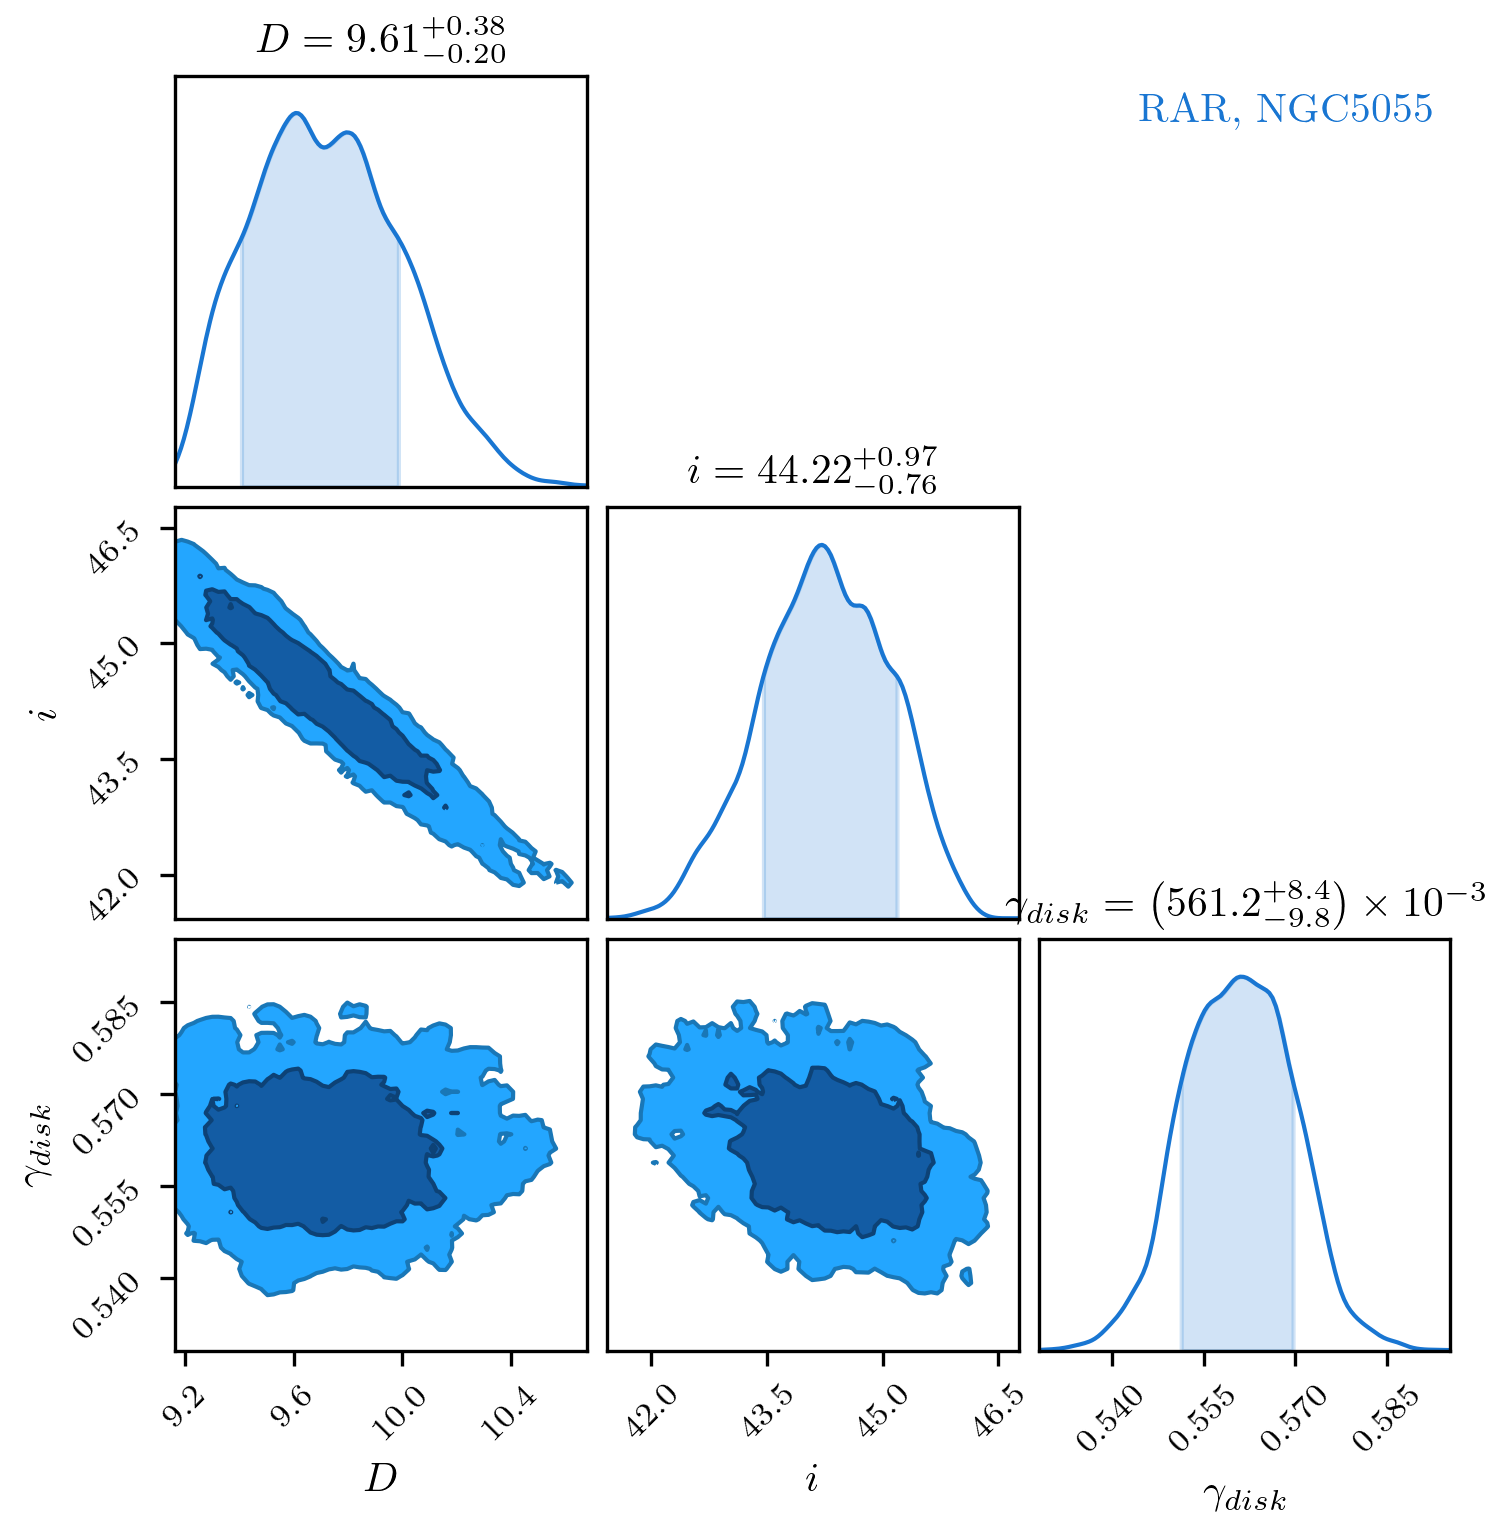 D = 9.61^{+0.38}_{-0.20}
RAR, NGC5055
i = 44.22^{+0.97}_{-0.76}
46.5
45.0
43.5
42.0
i
γ_{disk} = (561.2^{+8.4}_{-9.8}) × 10^{-3}
0.585
0.570
0.555
0.540
γ_{disk}
9.2 9.6 10.0 10.4
42.0 43.5 45.0 46.5
0.540 0.555 0.570 0.585
D
i
γ_{disk}